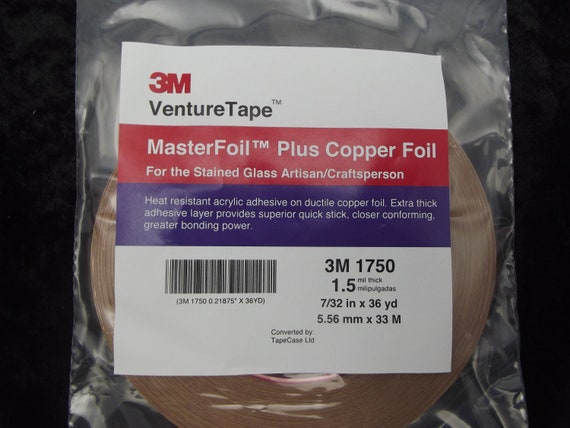 3M
VentureTape™
MasterFoil™ Plus Copper Foil
For the Stained Glass Artisan/Craftsperson
Heat resistant acrylic adhesive on ductile copper foil. Extra thick
adhesive layer provides superior quick stick, closer conforming,
greater bonding power.
(3M 1750 0.21875" X 36YD)
3M 1750
1.5 mil thick
milipulgadas
7/32 in x 36 yd
5.56 mm x 33 M
Converted by:
TapeCase Ltd